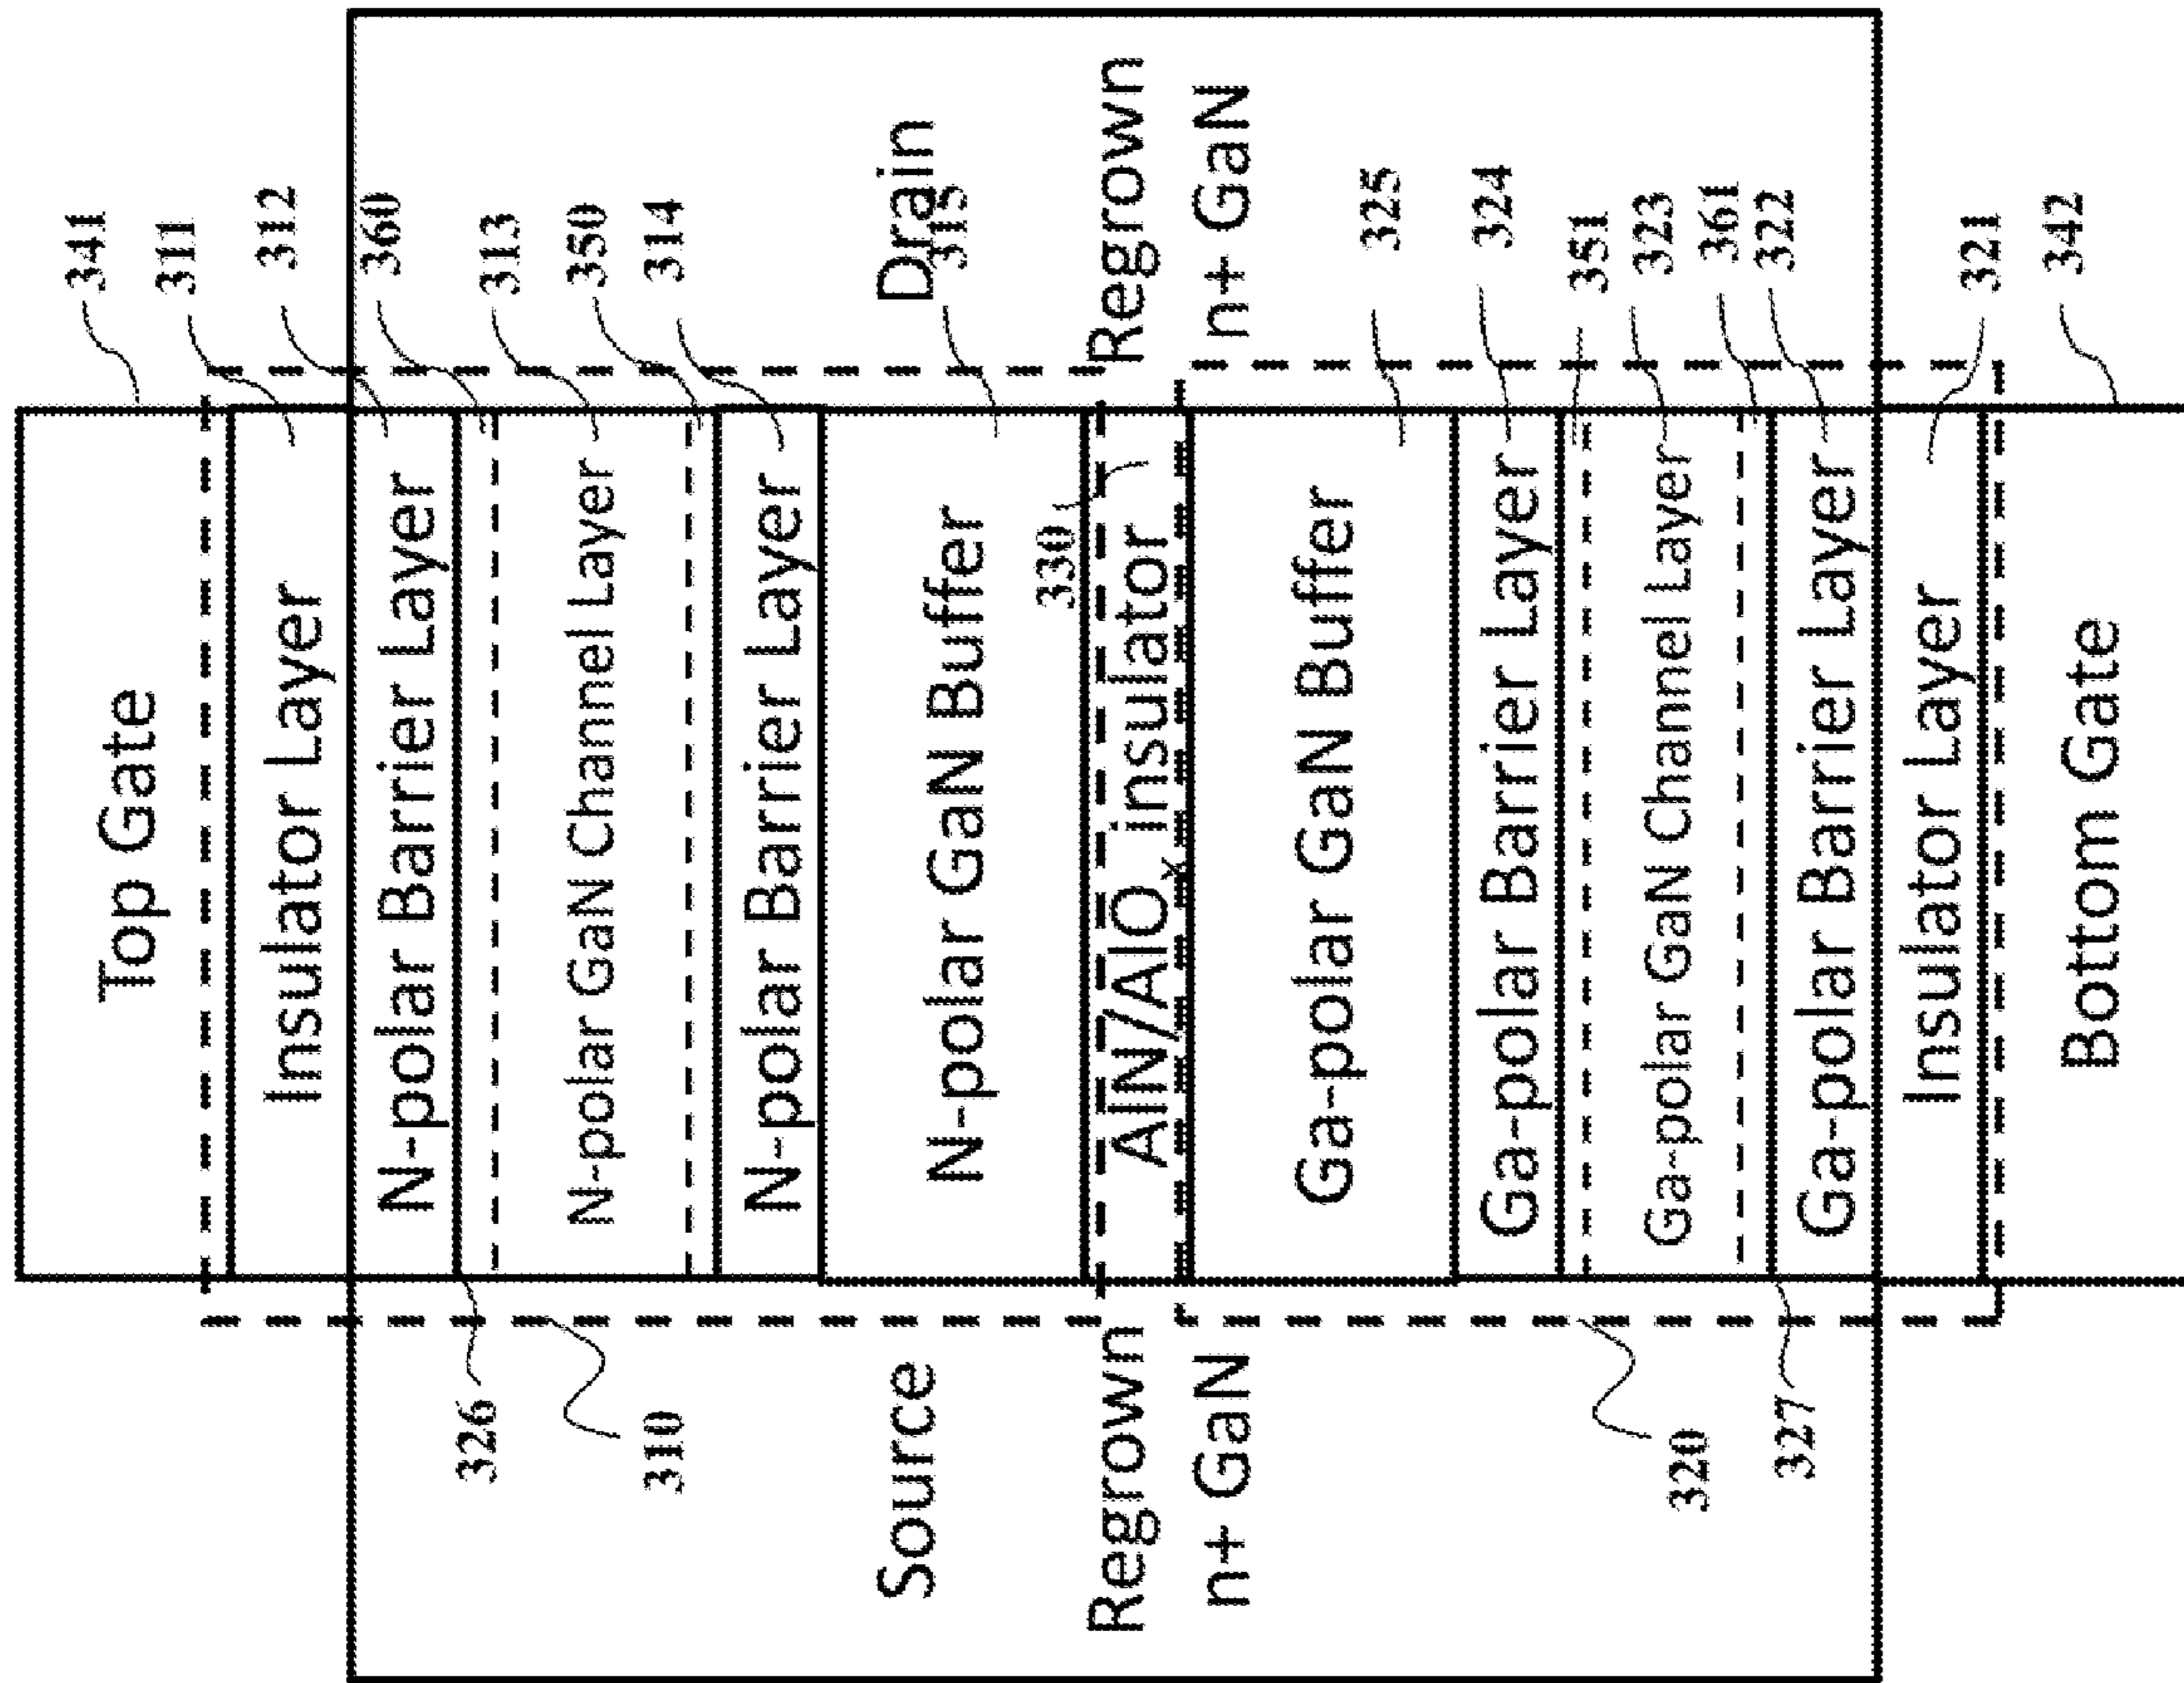 Top Gate
341
311
Insulator Layer
312
N-polar Barrier Layer
360
326
N-polar GaN Channel Layer
313
310
350
N-polar Barrier Layer
314
Source
Drain
N-polar GaN Buffer
315
330
Regrown
Regrown
AlN/AlOₓ insulator
n+ GaN
n+ GaN
Ga-polar GaN Buffer
325
Ga-polar Barrier Layer
324
351
320
Ga-polar GaN Channel Layer
323
361
327
Ga-polar Barrier Layer
322
Insulator Layer
321
Bottom Gate
342